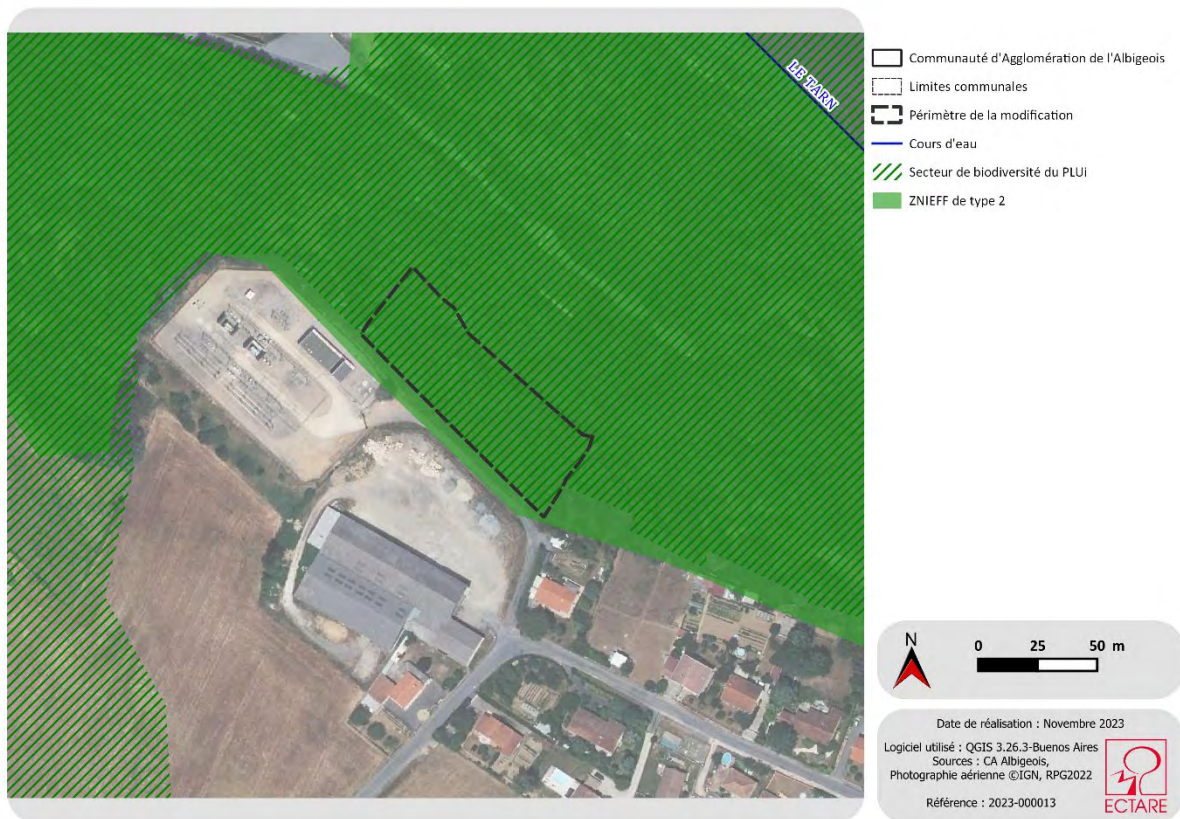 LE TARN
Communauté d'Agglomération de l'Albigeois
Limites communales
Périmètre de la modification
Cours d'eau
Secteur de biodiversité du PLUi
ZNIEFF de type 2
N
0 25 50 m
Date de réalisation : Novembre 2023
Logiciel utilisé : QGIS 3.26.3-Buenos Aires
Sources : CA Albigeois,
Photographie aérienne ©IGN, RPG2022
Référence : 2023-000013
ECTARE